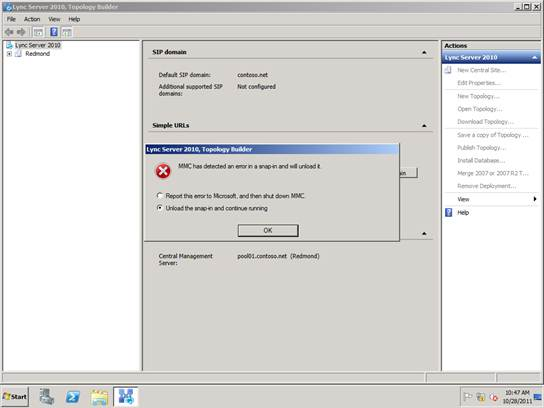 Lync Server 2010, Topology Builder
File Action View Help
Lync Server 2010
Redmond
SIP domain
Default SIP domain: contoso.net
Additional supported SIP Not configured
domains:
Simple URLs
Lync Server 2010, Topology Builder
MMC has detected an error in a snap-in and will unload it.
Report this error to Microsoft, and then shut down MMC.
Unload the snap-in and continue running
OK
Central Management pool01.contoso.net (Redmond)
Server:
Actions
Lync Server 2010
New Central Site...
Edit Properties...
New Topology...
Open Topology...
Download Topology...
Save a copy of Topology ...
Publish Topology...
Install Database...
Merge 2007 or 2007 R2 T...
Remove Deployment...
View
Help
Start
10:47 AM
10/28/2011